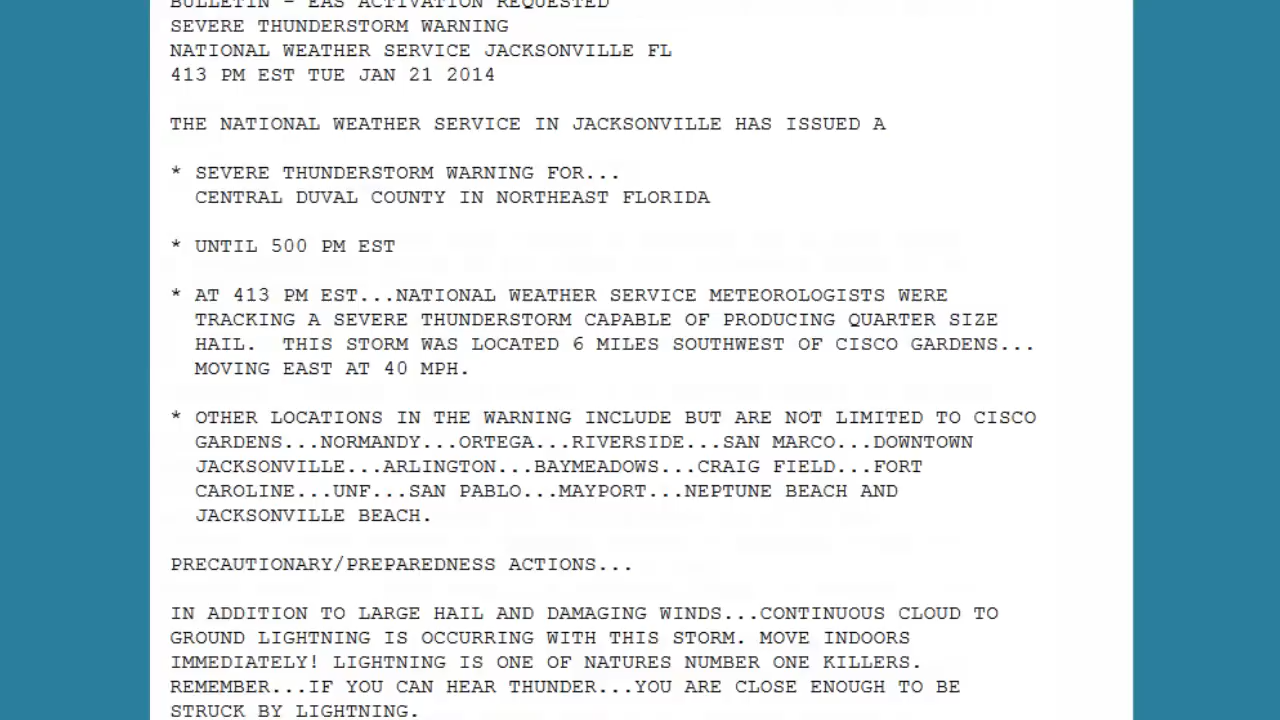 BULLETIN - EAS ACTIVATION REQUESTED
SEVERE THUNDERSTORM WARNING
NATIONAL WEATHER SERVICE JACKSONVILLE FL
413 PM EST TUE JAN 21 2014
THE NATIONAL WEATHER SERVICE IN JACKSONVILLE HAS ISSUED A
* SEVERE THUNDERSTORM WARNING FOR...
CENTRAL DUVAL COUNTY IN NORTHEAST FLORIDA
* UNTIL 500 PM EST
* AT 413 PM EST...NATIONAL WEATHER SERVICE METEOROLOGISTS WERE
TRACKING A SEVERE THUNDERSTORM CAPABLE OF PRODUCING QUARTER SIZE
HAIL.  THIS STORM WAS LOCATED 6 MILES SOUTHWEST OF CISCO GARDENS...
MOVING EAST AT 40 MPH.
* OTHER LOCATIONS IN THE WARNING INCLUDE BUT ARE NOT LIMITED TO CISCO
GARDENS...NORMANDY...ORTEGA...RIVERSIDE...SAN MARCO...DOWNTOWN
JACKSONVILLE...ARLINGTON...BAYMEADOWS...CRAIG FIELD...FORT
CAROLINE...UNF...SAN PABLO...MAYPORT...NEPTUNE BEACH AND
JACKSONVILLE BEACH.
PRECAUTIONARY/PREPAREDNESS ACTIONS...
IN ADDITION TO LARGE HAIL AND DAMAGING WINDS...CONTINUOUS CLOUD TO
GROUND LIGHTNING IS OCCURRING WITH THIS STORM. MOVE INDOORS
IMMEDIATELY! LIGHTNING IS ONE OF NATURES NUMBER ONE KILLERS.
REMEMBER...IF YOU CAN HEAR THUNDER...YOU ARE CLOSE ENOUGH TO BE
STRUCK BY LIGHTNING.